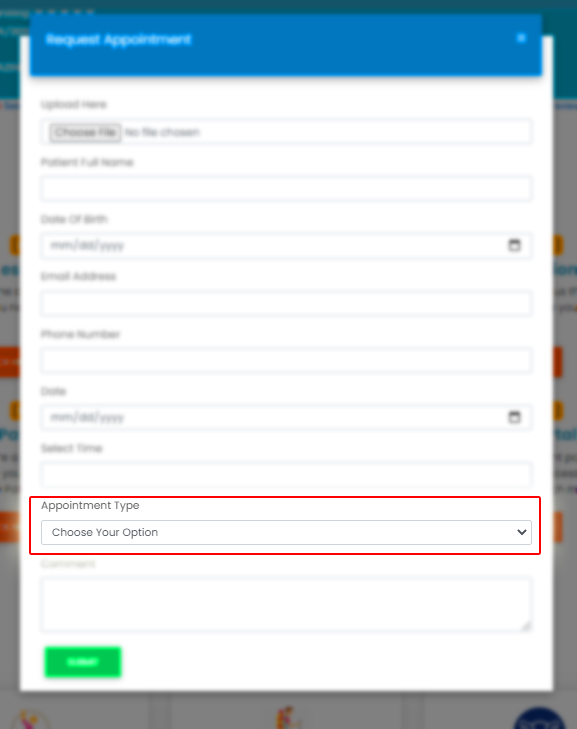 Request Appointment
×
Upload Here
Choose File No file chosen
Patient Full Name
Date Of Birth
mm/dd/yyyy
Email Address
Phone Number
Date
mm/dd/yyyy
Select Time
Appointment Type
Choose Your Option
Comment
SUBMIT